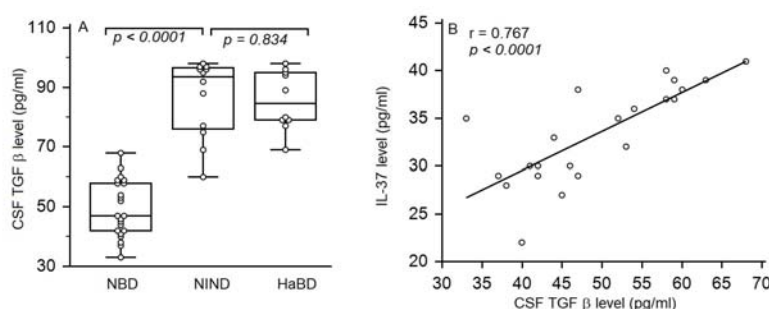 A
p < 0.0001
p = 0.834
CSF TGF β level (pg/ml)
110
90
70
50
30
NBD
NIND
HaBD
B
r = 0.767
p < 0.0001
IL-37 level (pg/ml)
45
40
35
30
25
20
30
35
40
45
50
55
60
65
70
CSF TGF β level (pg/ml)